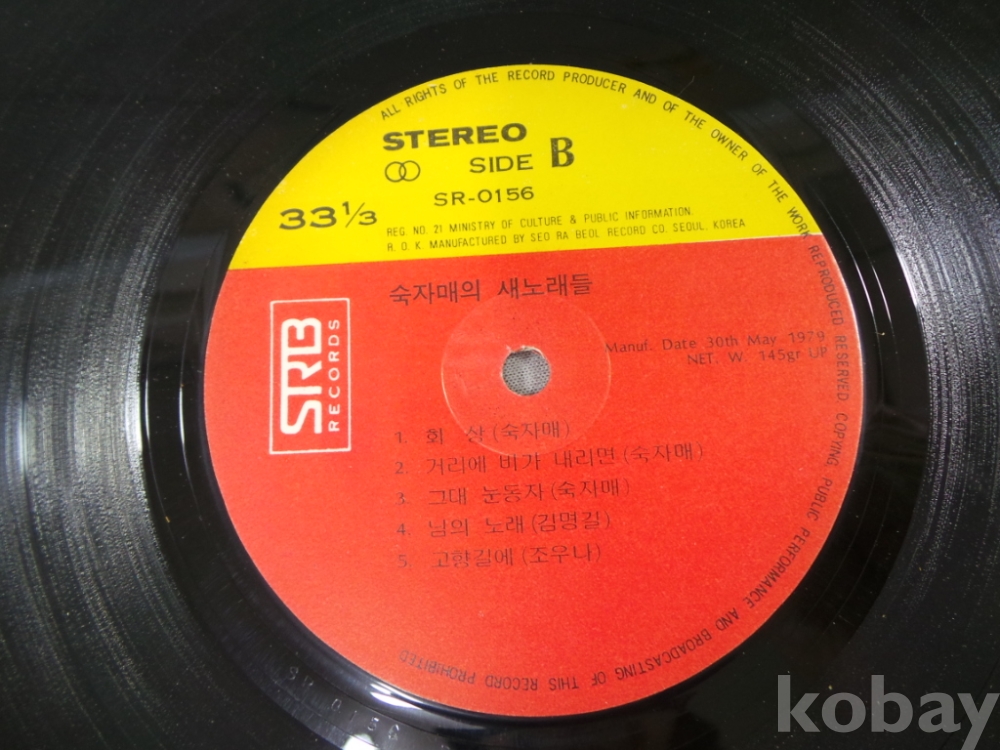 ALL RIGHTS OF THE RECORD PRODUCER AND OF THE OWNER OF THE WORK REPRODUCED RESERVED COPYING PUBLIC PERFORMANCE AND BROADCASTING OF THIS RECORD PROHIBITED
STEREO
SIDE B
SR-0156
33 1/3
REG. NO. 21 MINISTRY OF CULTURE & PUBLIC INFORMATION.
R. O. K. MANUFACTURED BY SEO RA BEOL RECORD CO. SEOUL, KOREA
숙자매의 새노래들
SRB
RECORDS
Manuf. Date 30th May 1979
NET. W. 145gr UP
1. 회 상 (숙자매)
2. 거리에 비가 내리면 (숙자매)
3. 그대 눈동자 (숙자매)
4. 님의 노래 (김명길)
5. 고향길에 (조우나)
kobay